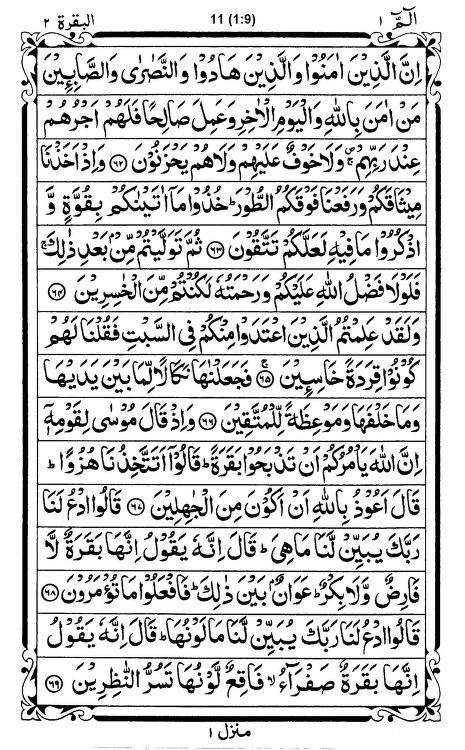 الٓمّٓ ١
11 (1:9)
البقرة ٢
اِنَّ الَّذِيْنَ اٰمَنُوْا وَالَّذِيْنَ هَادُوْا وَالنَّصٰرٰى وَالصَّابِـِٕيْنَ
مَنْ اٰمَنَ بِاللّٰهِ وَالْيَوْمِ الْاٰخِرِ وَعَمِلَ صَالِحًا فَلَهُمْ اَجْرُهُمْ
عِنْدَ رَبِّهِمْ ۚ وَلَا خَوْفٌ عَلَيْهِمْ وَلَا هُمْ يَحْزَنُوْنَ ﴿٦٢﴾ وَاِذْ اَخَذْنَا
مِيْثَاقَكُمْ وَرَفَعْنَا فَوْقَكُمُ الطُّوْرَ ؕ خُذُوْا مَاۤ اٰتَيْنٰكُمْ بِقُوَّةٍ وَّ
اذْكُرُوْا مَا فِيْهِ لَعَلَّكُمْ تَتَّقُوْنَ ﴿٦٣﴾ ثُمَّ تَوَلَّيْتُمْ مِّنْۢ بَعْدِ ذٰلِكَ ۚ
فَلَوْلَا فَضْلُ اللّٰهِ عَلَيْكُمْ وَرَحْمَتُهٗ لَكُنْتُمْ مِّنَ الْخٰسِرِيْنَ ﴿٦٤﴾
وَلَقَدْ عَلِمْتُمُ الَّذِيْنَ اعْتَدَوْا مِنْكُمْ فِي السَّبْتِ فَقُلْنَا لَهُمْ
كُوْنُوْا قِرَدَةً خَاسِـِٕيْنَ ۚ ﴿٦٥﴾ فَجَعَلْنٰهَا نَكَالًا لِّمَا بَيْنَ يَدَيْهَا
وَمَا خَلْفَهَا وَمَوْعِظَةً لِّلْمُتَّقِيْنَ ﴿٦٦﴾ وَاِذْ قَالَ مُوْسٰى لِقَوْمِهٖۤ
اِنَّ اللّٰهَ يَاْمُرُكُمْ اَنْ تَذْبَحُوْا بَقَرَةً ؕ قَالُوْۤا اَتَتَّخِذُنَا هُزُوًا ؕ
قَالَ اَعُوْذُ بِاللّٰهِ اَنْ اَكُوْنَ مِنَ الْجٰهِلِيْنَ ﴿٦٧﴾ قَالُوا ادْعُ لَنَا
رَبَّكَ يُبَيِّنْ لَّنَا مَا هِيَ ؕ قَالَ اِنَّهٗ يَقُوْلُ اِنَّهَا بَقَرَةٌ لَّا
فَارِضٌ وَّلَا بِكْرٌ ؕ عَوَانٌۢ بَيْنَ ذٰلِكَ ؕ فَافْعَلُوْا مَا تُؤْمَرُوْنَ ﴿٦٨﴾
قَالُوا ادْعُ لَنَا رَبَّكَ يُبَيِّنْ لَّنَا مَا لَوْنُهَا ؕ قَالَ اِنَّهٗ يَقُوْلُ
اِنَّهَا بَقَرَةٌ صَفْرَآءُ ۙ فَاقِعٌ لَّوْنُهَا تَسُرُّ النّٰظِرِيْنَ ﴿٦٩﴾
منزل ١